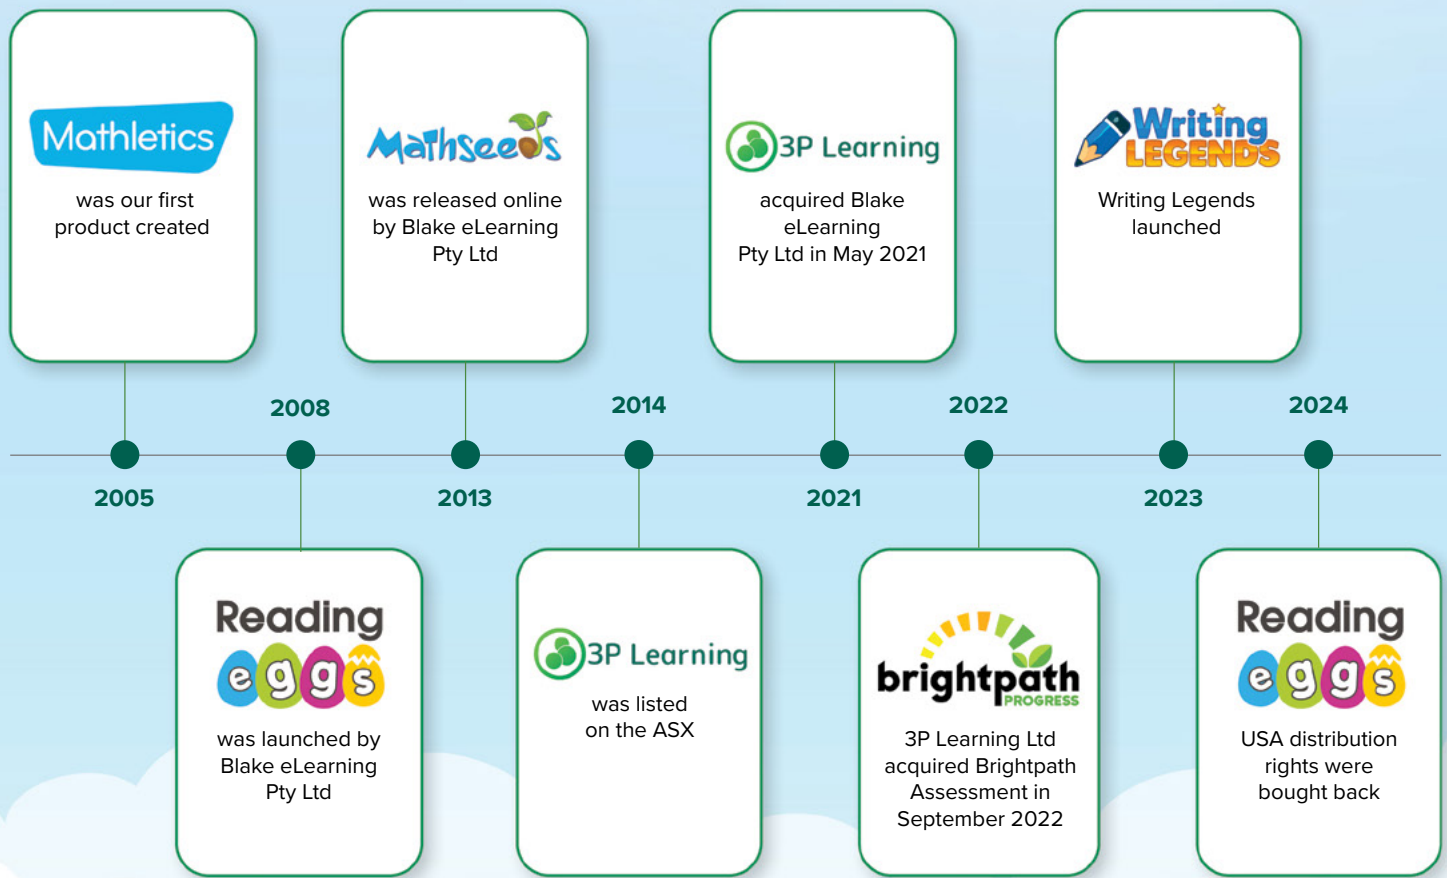 Mathletics
was our first
product created
2005
2008
Reading
eggs
was launched by
Blake eLearning
Pty Ltd
Mathseeds
was released online
by Blake eLearning
Pty Ltd
2013
2014
3P Learning
was listed
on the ASX
3P Learning
acquired Blake
eLearning
Pty Ltd in May 2021
2021
2022
brightpath
PROGRESS
3P Learning Ltd
acquired Brightpath
Assessment in
September 2022
Writing
LEGENDS
Writing Legends
launched
2023
2024
Reading
eggs
USA distribution
rights were
bought back